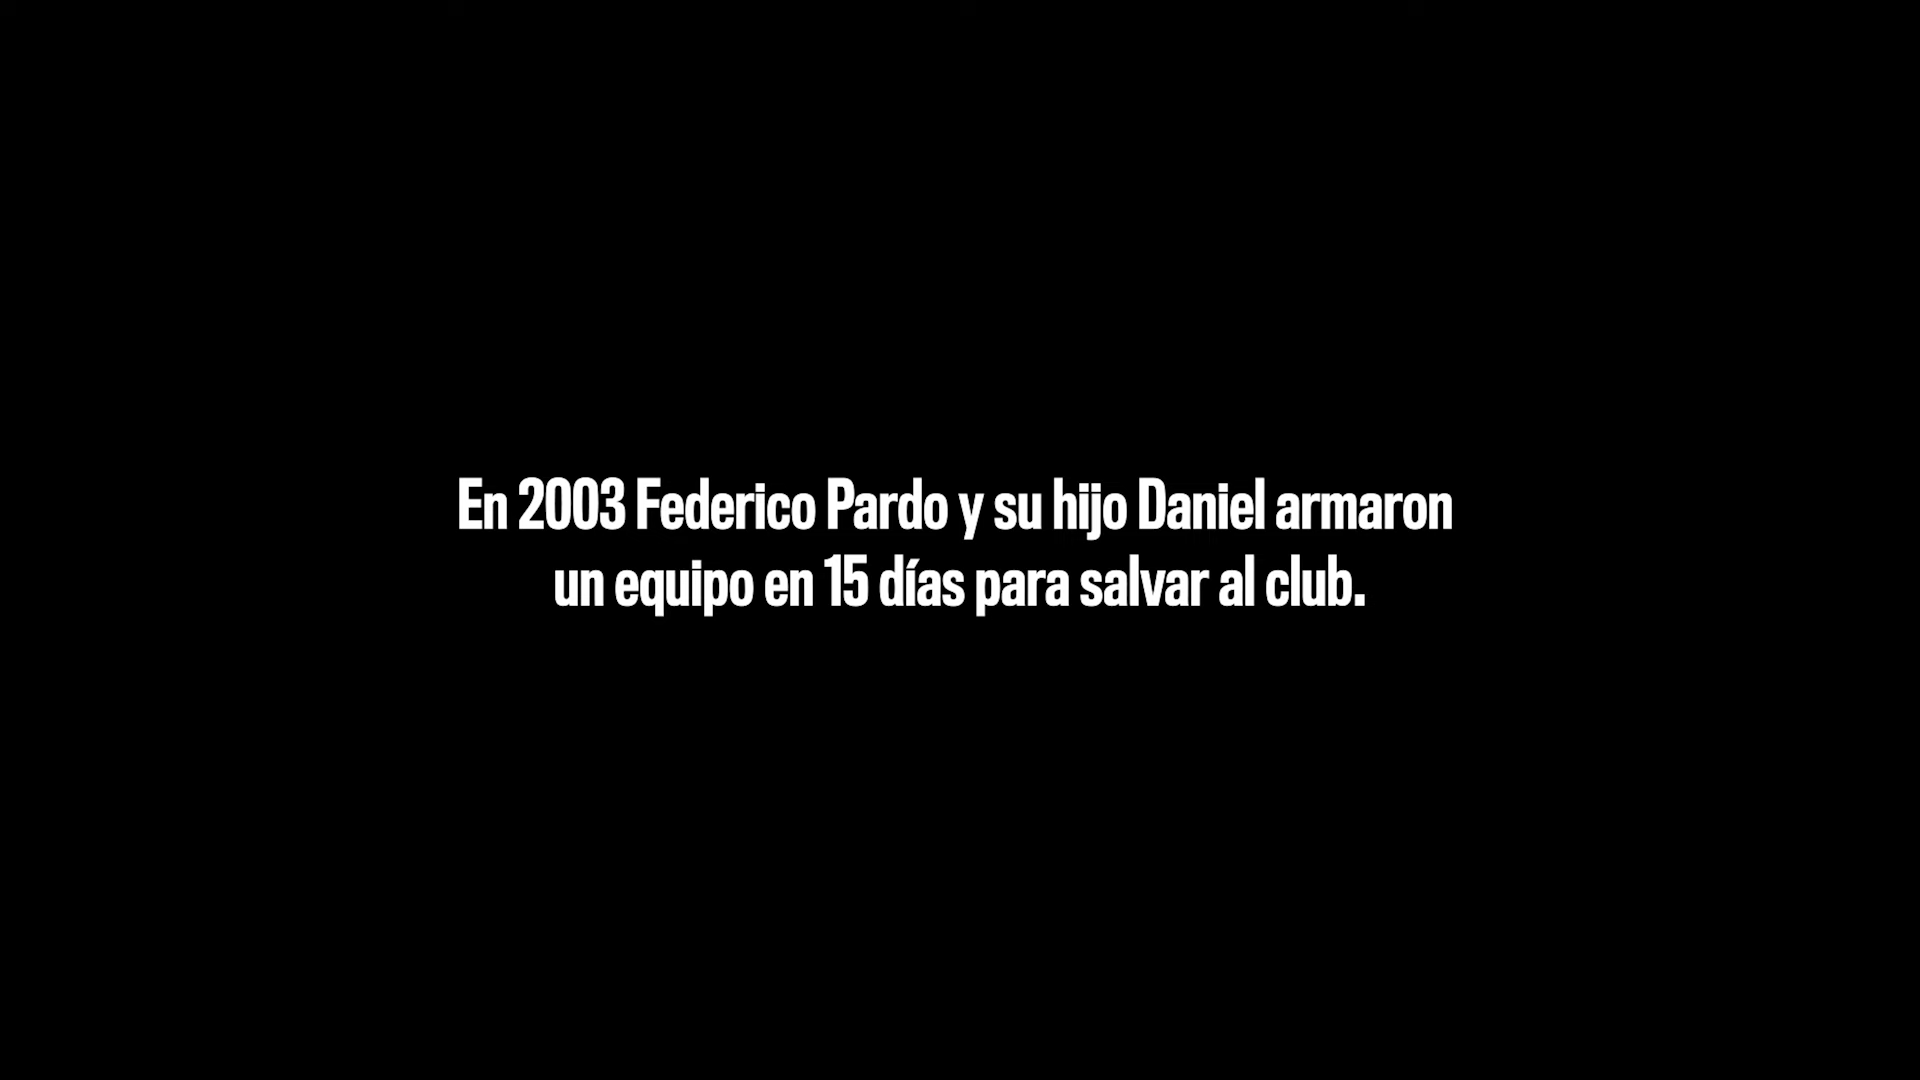 En 2003 Federico Pardo y su hijo Daniel armaron
un equipo en 15 días para salvar al club.